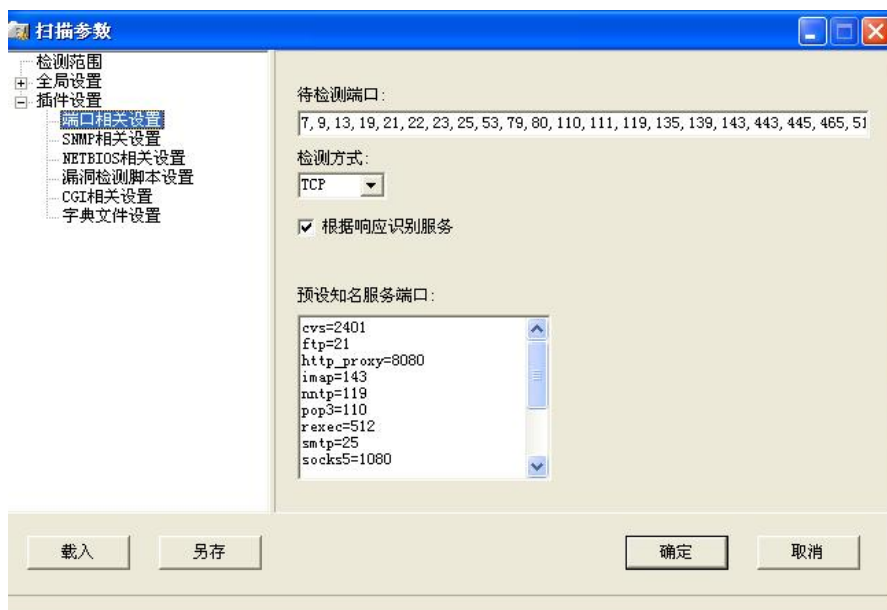 扫描参数
检测范围
全局设置
插件设置
端口相关设置
SNMP相关设置
NETBIOS相关设置
漏洞检测脚本设置
CGI相关设置
字典文件设置
待检测端口:
7, 9, 13, 19, 21, 22, 23, 25, 53, 79, 80, 110, 111, 119, 135, 139, 143, 443, 445, 465, 51
检测方式:
TCP
根据响应识别服务
预设知名服务端口:
cvs=2401
ftp=21
http_proxy=8080
imap=143
nntp=119
pop3=110
rexec=512
smtp=25
socks5=1080
载入
另存
确定
取消